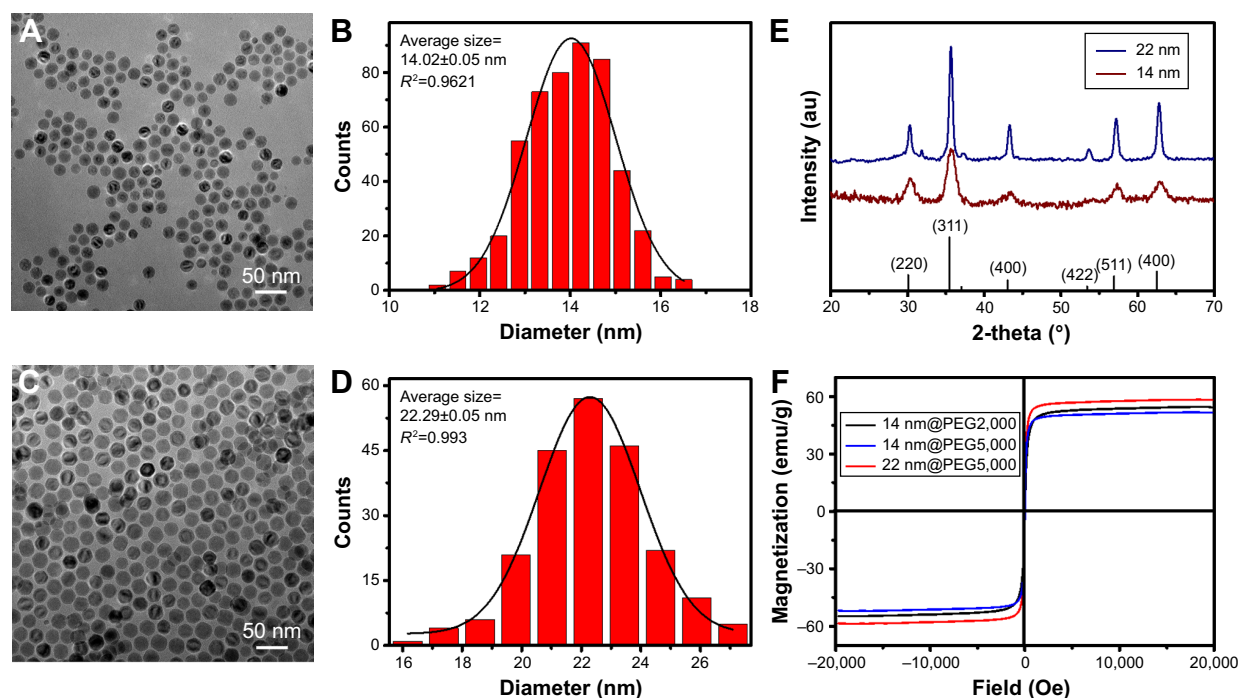 A
50 nm
B
Average size=
14.02±0.05 nm
R²=0.9621
Counts
80
60
40
20
0
10 12 14 16 18
Diameter (nm)
E
22 nm
14 nm
Intensity (au)
(311)
(220)
(400)
(422)
(511)
(400)
20 30 40 50 60 70
2-theta (°)
C
50 nm
D
Average size=
22.29±0.05 nm
R²=0.993
Counts
60
45
30
15
0
16 18 20 22 24 26
Diameter (nm)
F
14 nm@PEG2,000
14 nm@PEG5,000
22 nm@PEG5,000
Magnetization (emu/g)
60
30
0
–30
–60
–20,000 –10,000 0 10,000 20,000
Field (Oe)